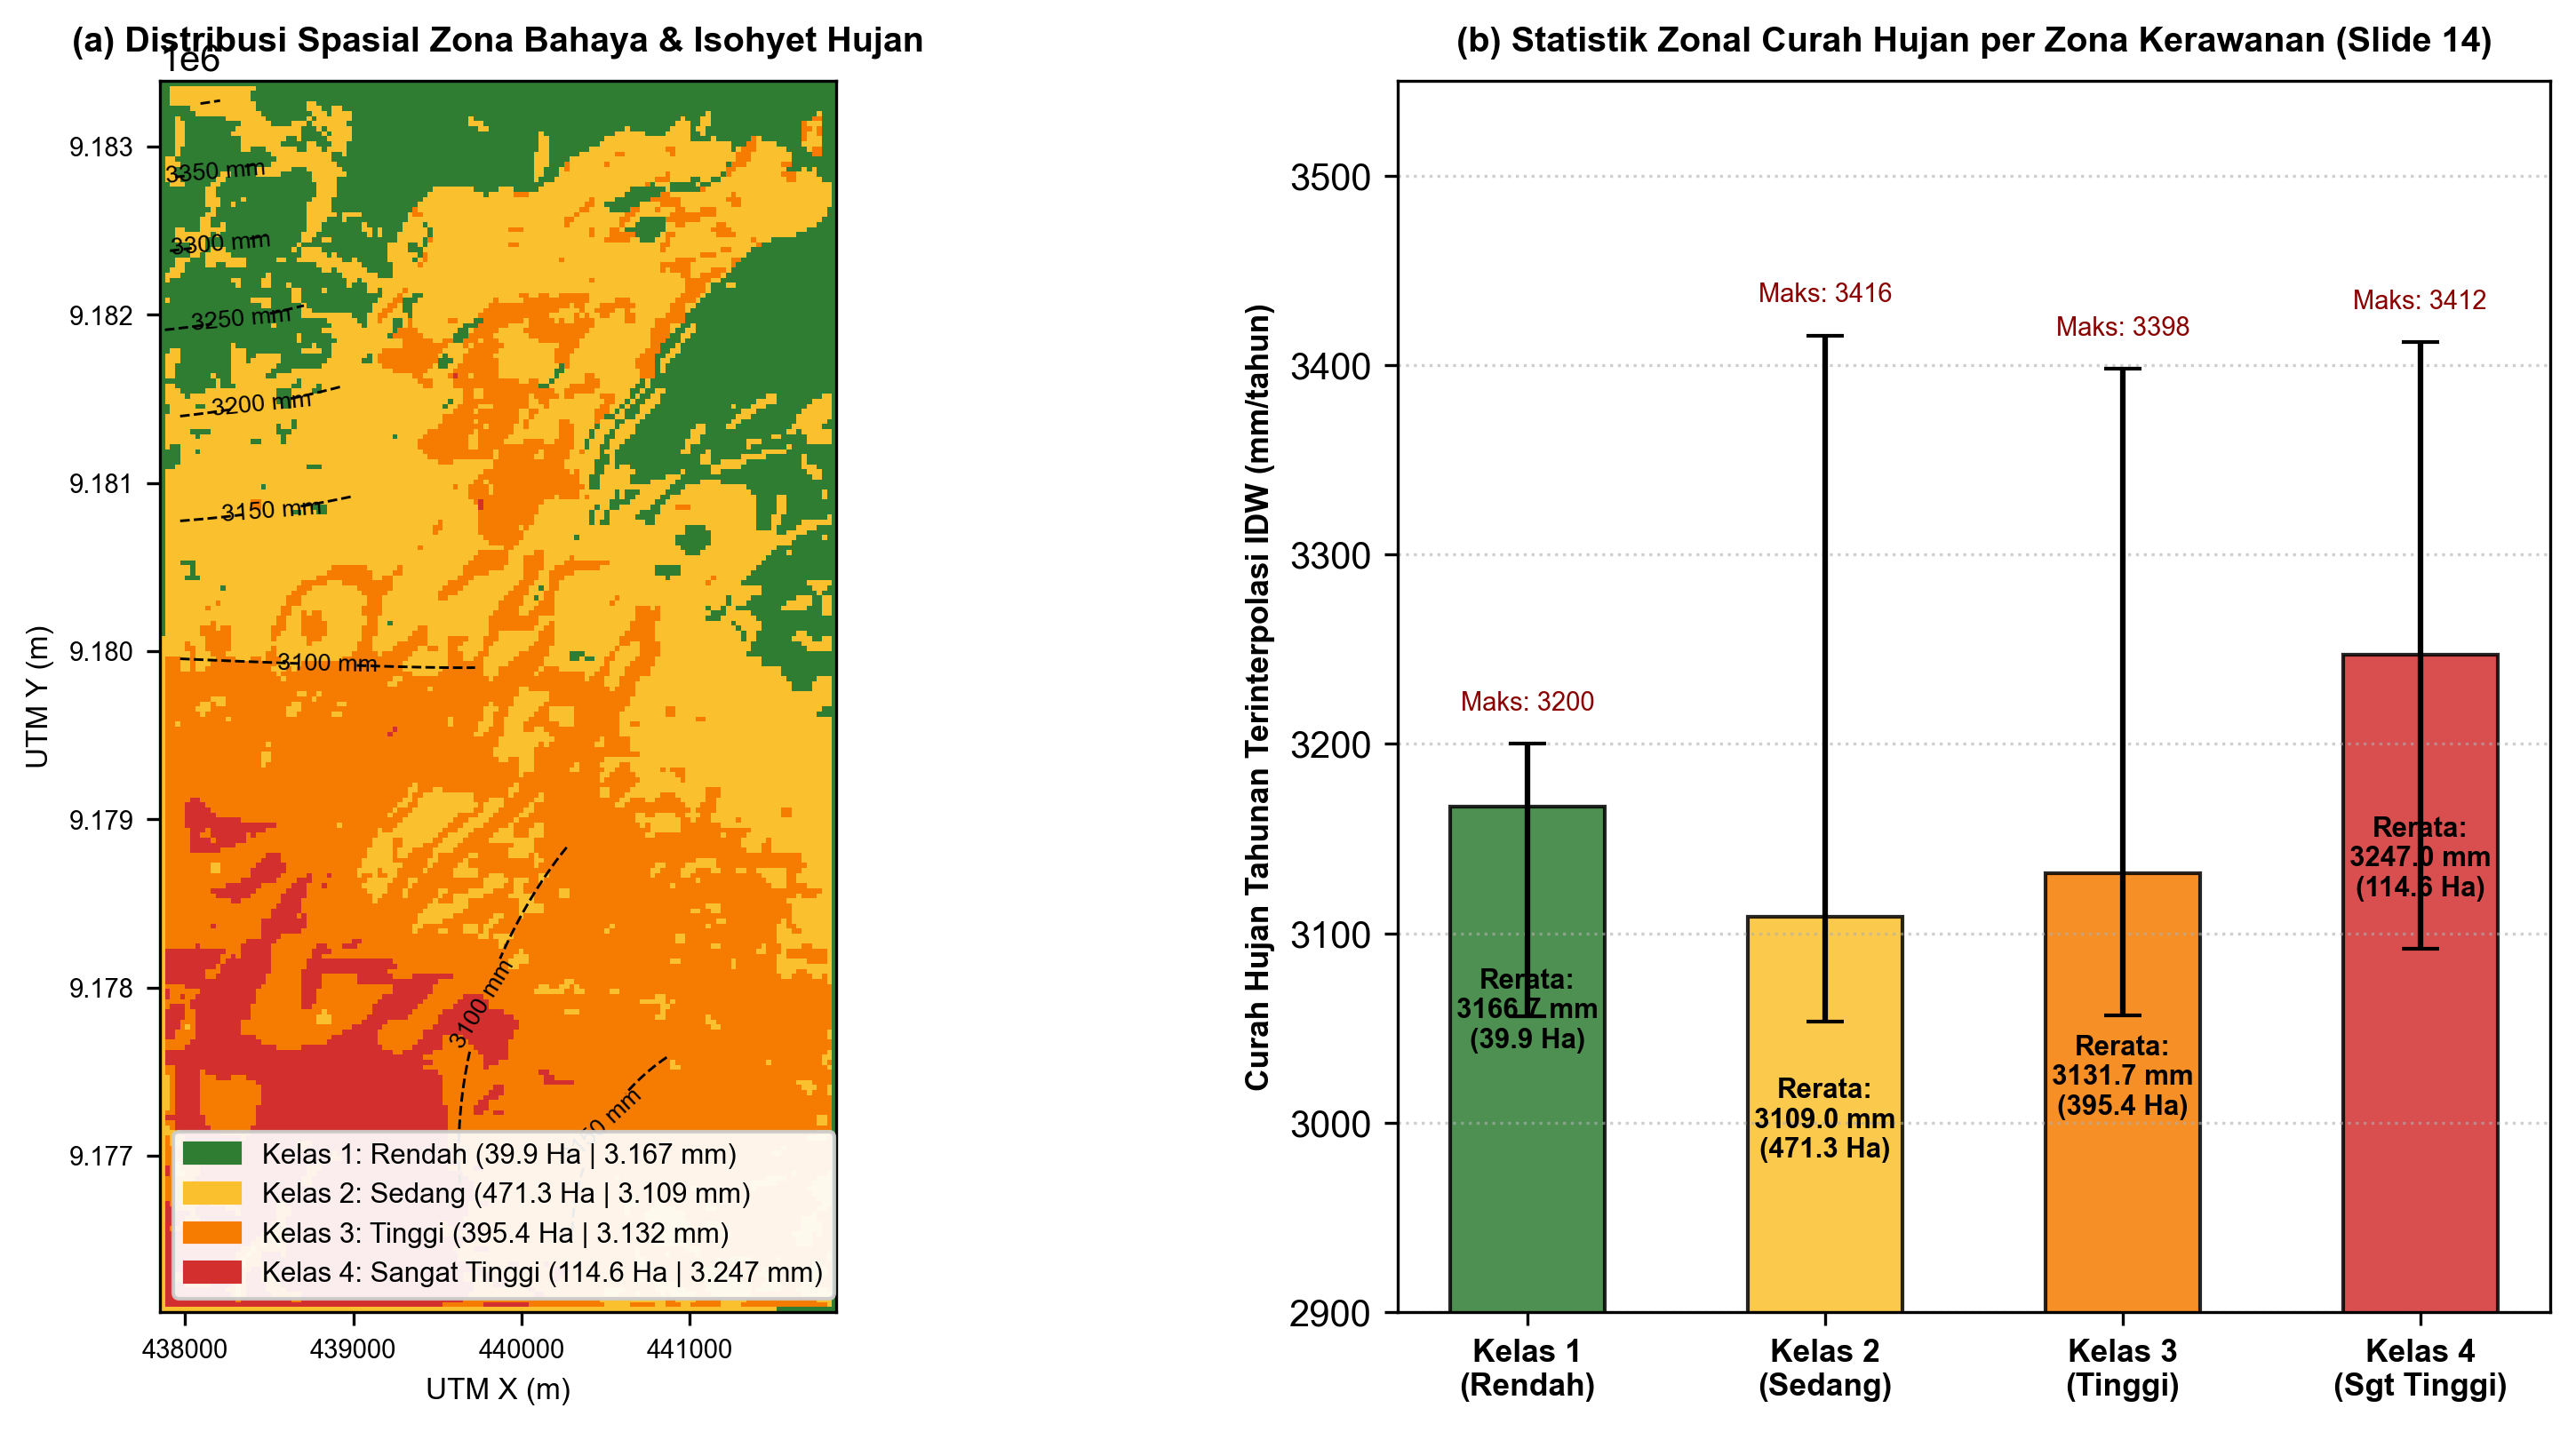 (a) Distribusi Spasial Zona Bahaya & Isohyet Hujan
1e6
9.183
9.182
9.181
9.180
9.179
9.178
9.177
UTM Y (m)
3350 mm
3300 mm
3250 mm
3200 mm
3150 mm
3100 mm
3100 mm
50 mm
Kelas 1: Rendah (39.9 Ha | 3.167 mm)
Kelas 2: Sedang (471.3 Ha | 3.109 mm)
Kelas 3: Tinggi (395.4 Ha | 3.132 mm)
Kelas 4: Sangat Tinggi (114.6 Ha | 3.247 mm)
438000
439000
440000
441000
UTM X (m)
(b) Statistik Zonal Curah Hujan per Zona Kerawanan (Slide 14)
Curah Hujan Tahunan Terinterpolasi IDW (mm/tahun)
3500
3400
3300
3200
3100
3000
2900
Maks: 3200
Maks: 3416
Maks: 3398
Maks: 3412
Rerata:
3166.7 mm
(39.9 Ha)
Rerata:
3109.0 mm
(471.3 Ha)
Rerata:
3131.7 mm
(395.4 Ha)
Rerata:
3247.0 mm
(114.6 Ha)
Kelas 1
(Rendah)
Kelas 2
(Sedang)
Kelas 3
(Tinggi)
Kelas 4
(Sgt Tinggi)